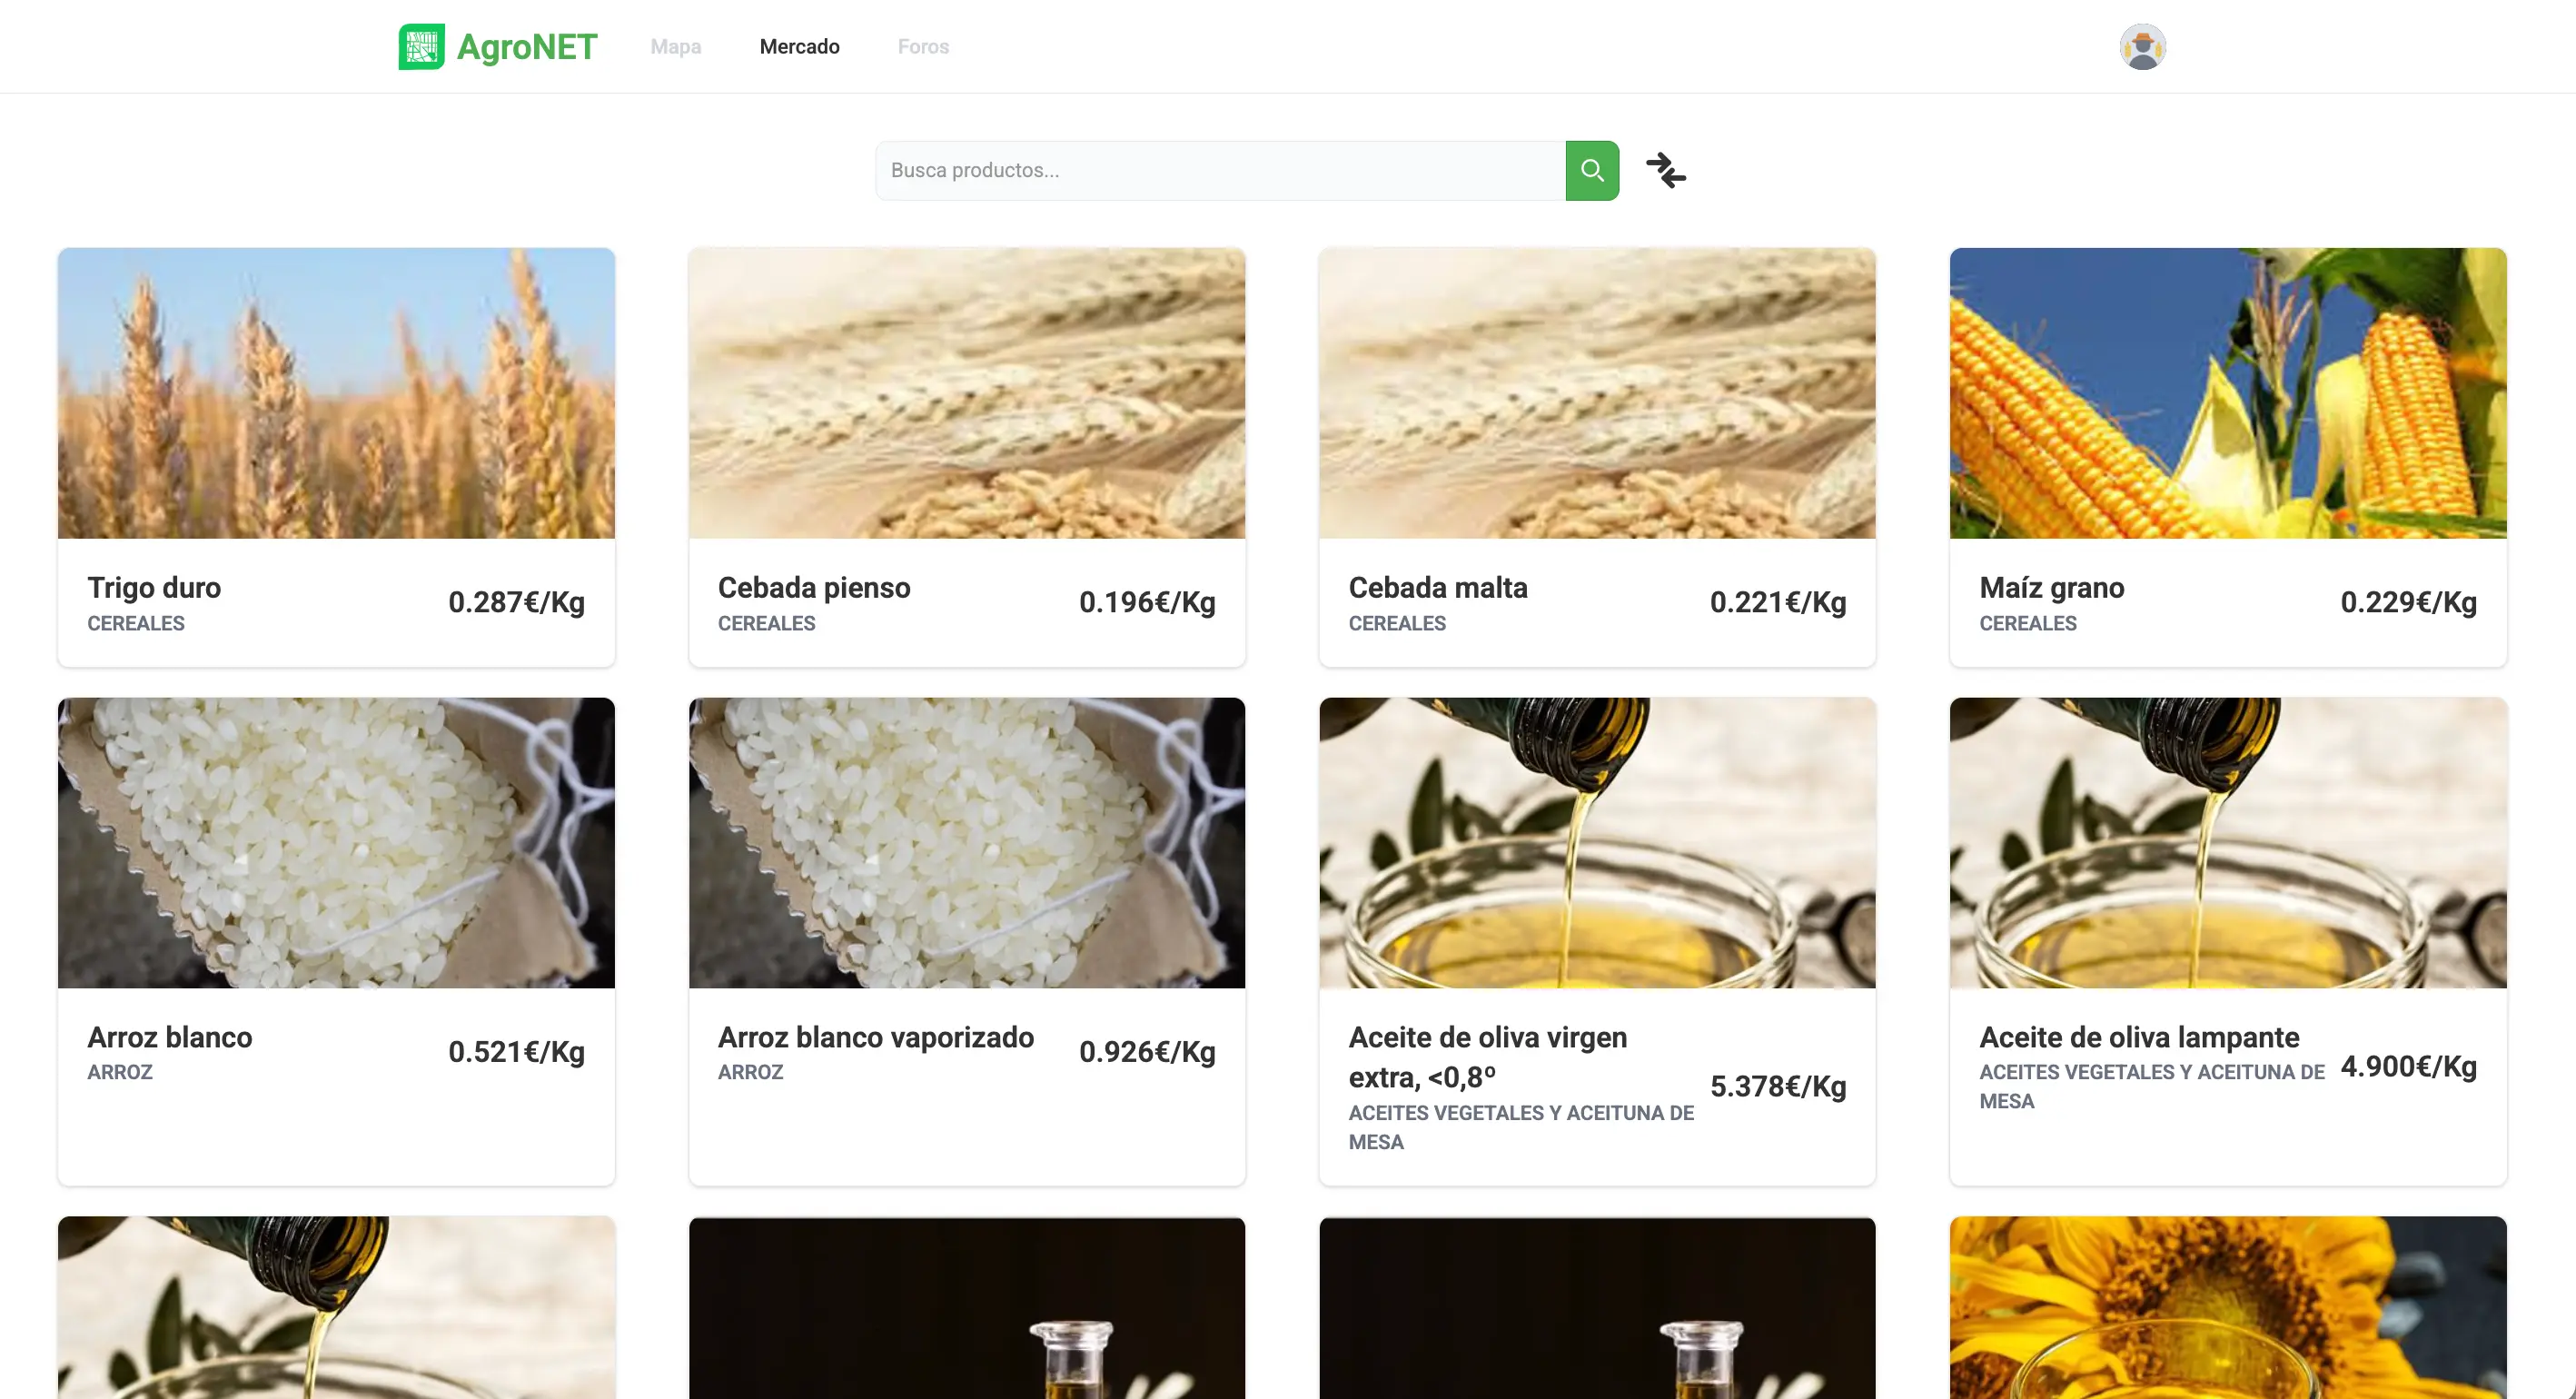 AgroNET
Mapa
Mercado
Foros
Busca productos...
Trigo duro
CEREALES
0.287€/Kg
Cebada pienso
CEREALES
0.196€/Kg
Cebada malta
CEREALES
0.221€/Kg
Maíz grano
CEREALES
0.229€/Kg
Arroz blanco
ARROZ
0.521€/Kg
Arroz blanco vaporizado
ARROZ
0.926€/Kg
Aceite de oliva virgen
extra, <0,8º
ACEITES VEGETALES Y ACEITUNA DE
MESA
5.378€/Kg
Aceite de oliva lampante
ACEITES VEGETALES Y ACEITUNA DE
MESA
4.900€/Kg